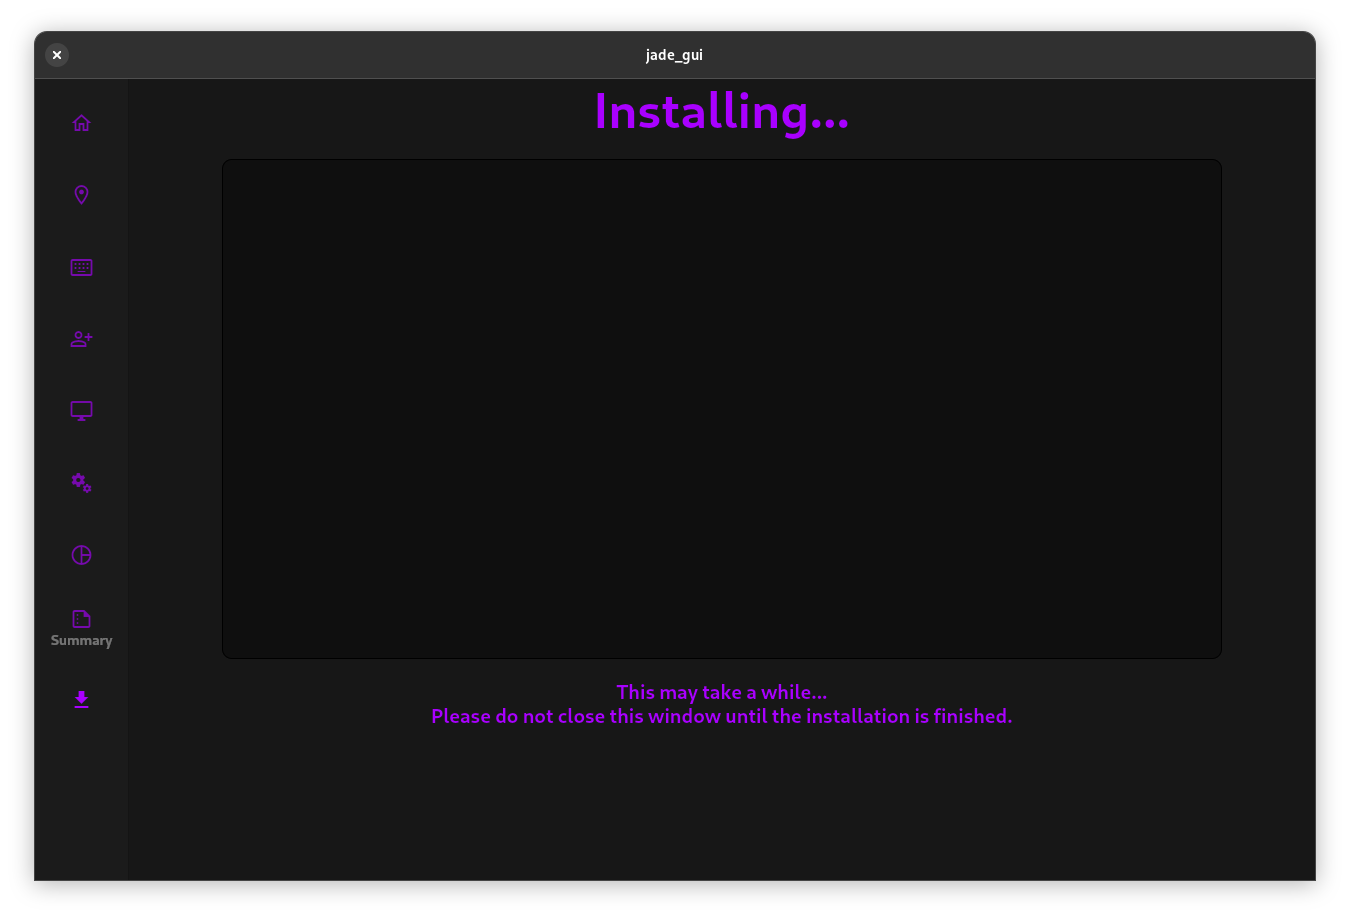 jade_gui
Installing...
Summary
This may take a while...
Please do not close this window until the installation is finished.